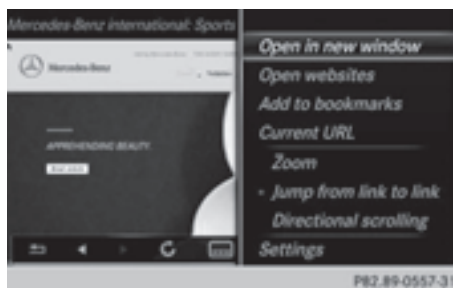 Mercedes-Benz international: Sports
Mercedes-Benz
APPREHENDING BEAUTY.
Open in new window
Open websites
Add to bookmarks
Current URL
Zoom
Jump from link to link
Directional scrolling
Settings
P82.89-0557-31